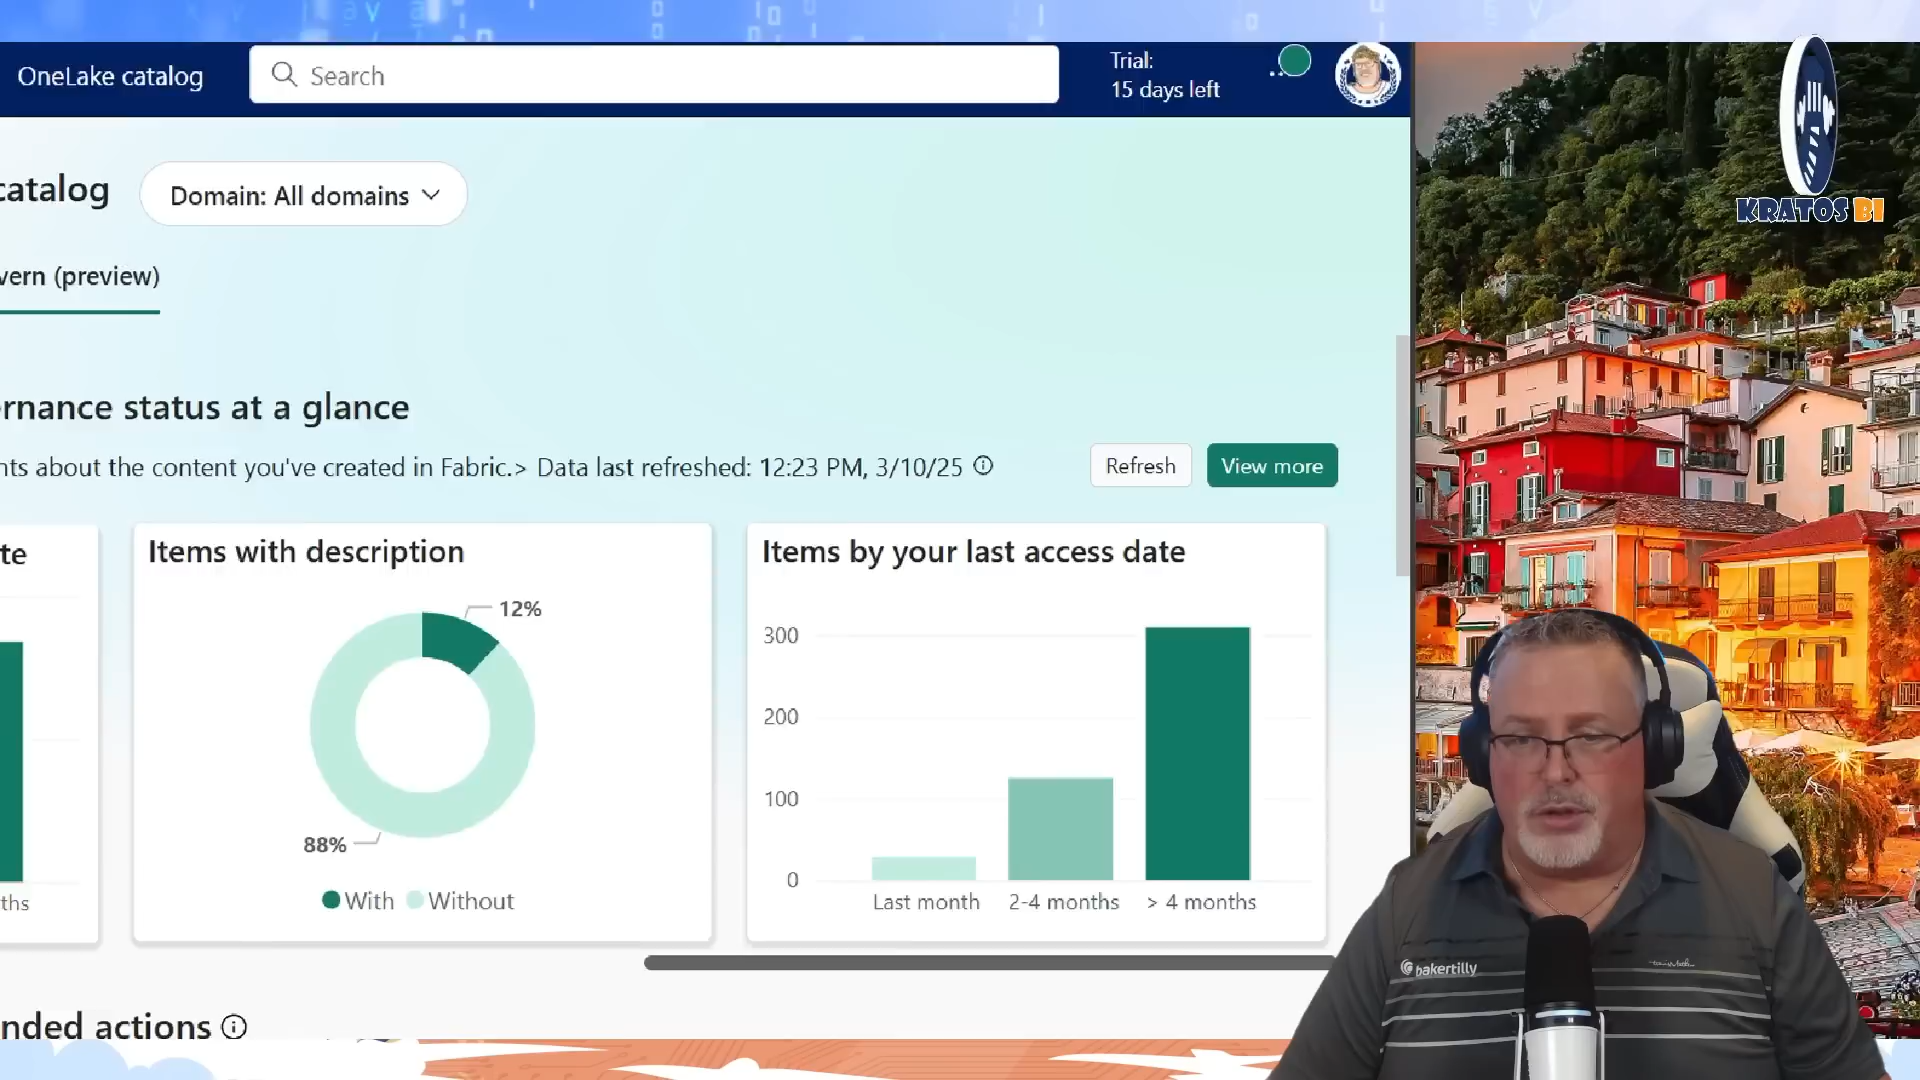 OneLake catalog
Search
Trial:
15 days left
KRATOS BI
catalog
Domain: All domains
vern (preview)
rnance status at a glance
nts about the content you've created in Fabric.> Data last refreshed: 12:23 PM, 3/10/25
Refresh
View more
te
ths
Items with description
12%
88%
With
Without
Items by your last access date
300
200
100
0
Last month
2-4 months
> 4 months
nded actions
bakertilly